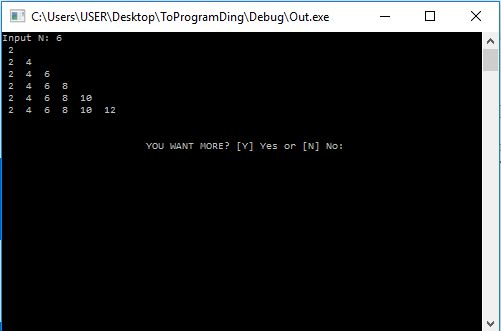 C:\Users\USER\Desktop\ToProgramDing\Debug\Out.exe
Input N: 6
2
2 4
2 4 6
2 4 6 8
2 4 6 8 10
2 4 6 8 10 12
YOU WANT MORE? [Y] Yes or [N] No: